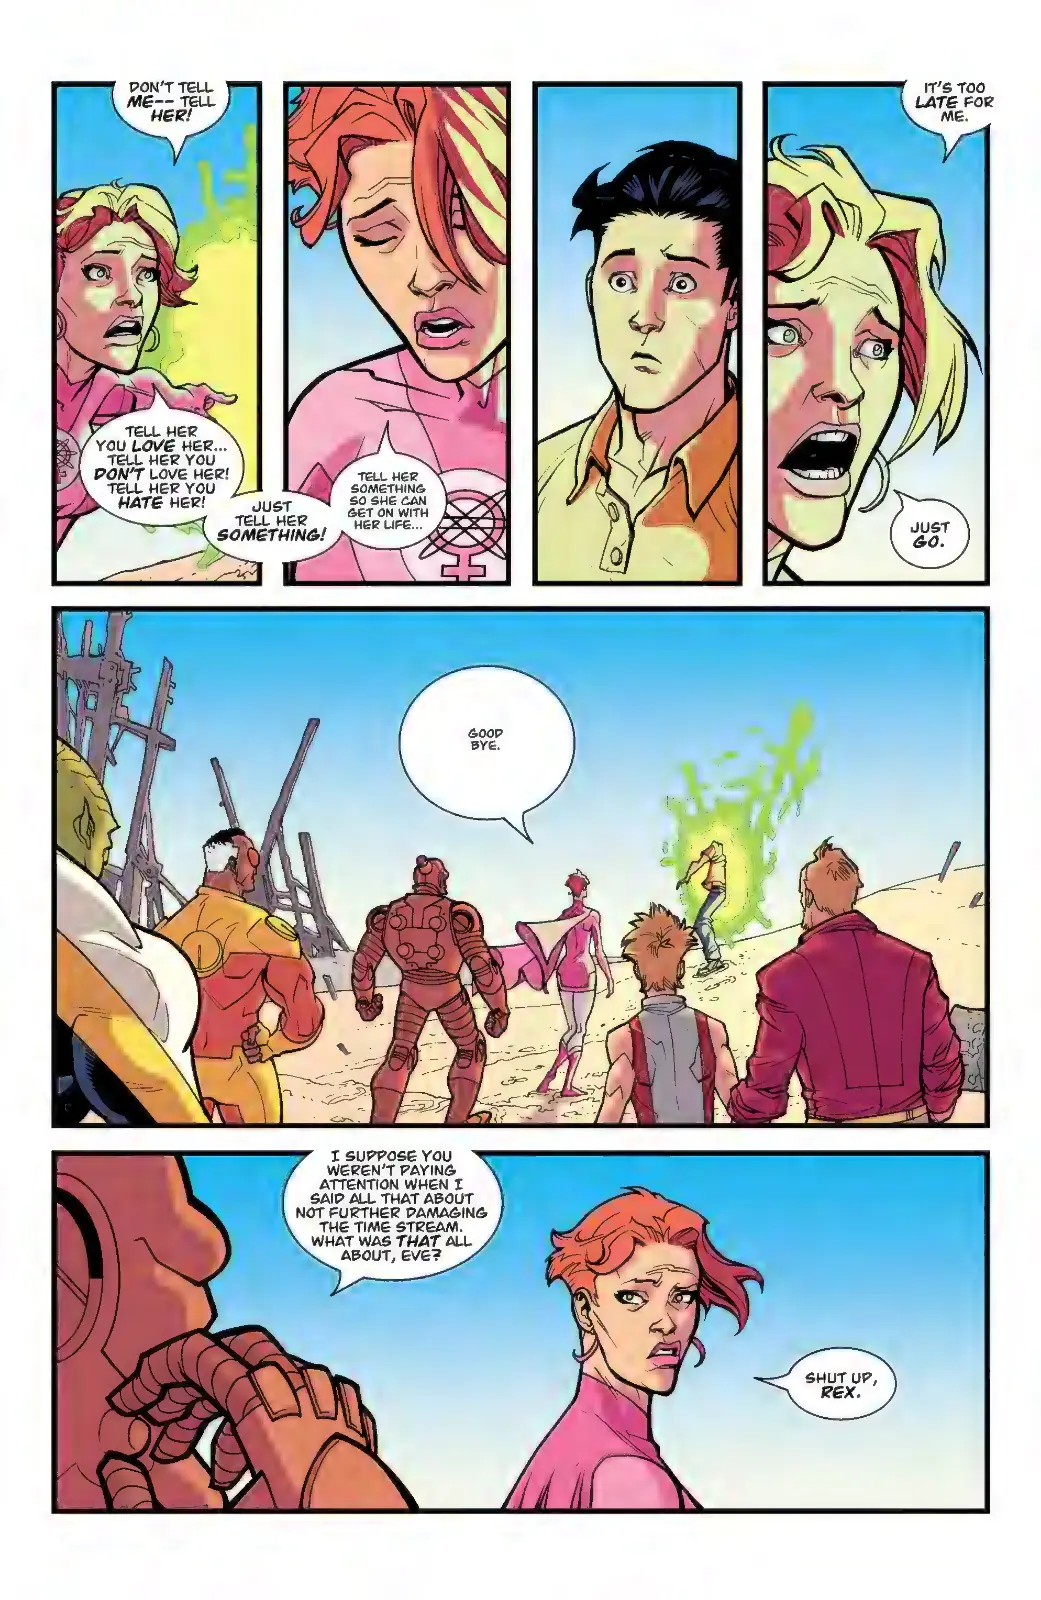 DON'T TELL
ME-- TELL
HER!
TELL HER
YOU LOVE HER...
TELL HER YOU
DON'T LOVE HER!
TELL HER YOU
HATE HER!
JUST
TELL HER
SOMETHING!
TELL HER
SOMETHING
SO SHE CAN
GET ON WITH
HER LIFE...
IT'S TOO
LATE FOR
ME.
JUST
GO.
GOOD
BYE.
I SUPPOSE YOU
WEREN'T PAYING
ATTENTION WHEN I
SAID ALL THAT ABOUT
NOT FURTHER DAMAGING
THE TIME STREAM.
WHAT WAS THAT ALL
ABOUT, EVE?
SHUT UP,
REX.